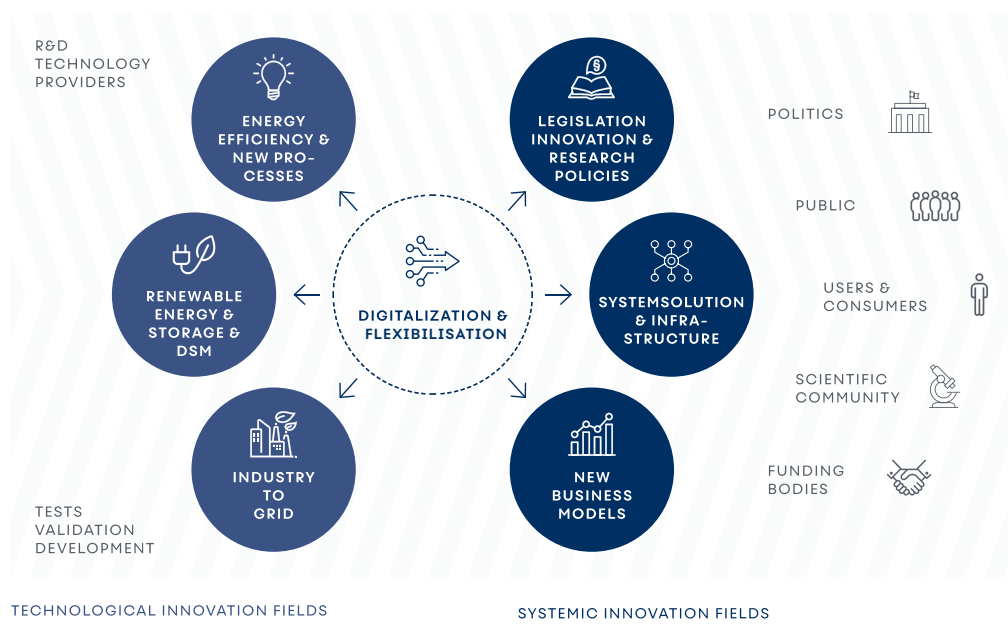 R&D
TECHNOLOGY
PROVIDERS
ENERGY
EFFICIENCY &
NEW PRO-
CESSES
LEGISLATION
INNOVATION &
RESEARCH
POLICIES
§
POLITICS
PUBLIC
RENEWABLE
ENERGY &
STORAGE &
DSM
DIGITALIZATION &
FLEXIBILISATION
SYSTEMSOLUTION
& INFRA-
STRUCTURE
USERS &
CONSUMERS
SCIENTIFIC
COMMUNITY
INDUSTRY
TO
GRID
NEW
BUSINESS
MODELS
FUNDING
BODIES
TESTS
VALIDATION
DEVELOPMENT
TECHNOLOGICAL INNOVATION FIELDS
SYSTEMIC INNOVATION FIELDS